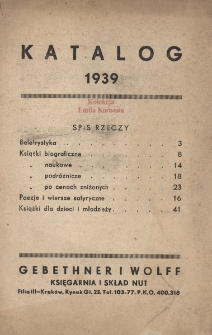 KATALOG
1939
Kolekcja
Emila Kornasia
SPIS RZECZY
Beletrystyka . . . . . . . . . 3
Książki biograficzne . . . . . . . 8
„ naukowe . . . . . . . . 14
„ podróżnicze . . . . . . . 18
„ po cenach zniżonych . . . . . 23
Poezje i wiersze satyryczne . . . . . 16
Książki dla dzieci i młodzieży . . . . . 41
GEBETHNER I WOLFF
KSIĘGARNIA I SKŁAD NUT
Filia III—Kraków, Rynek Gł. 23. Tel. 103-77. P.K.O. 400.318